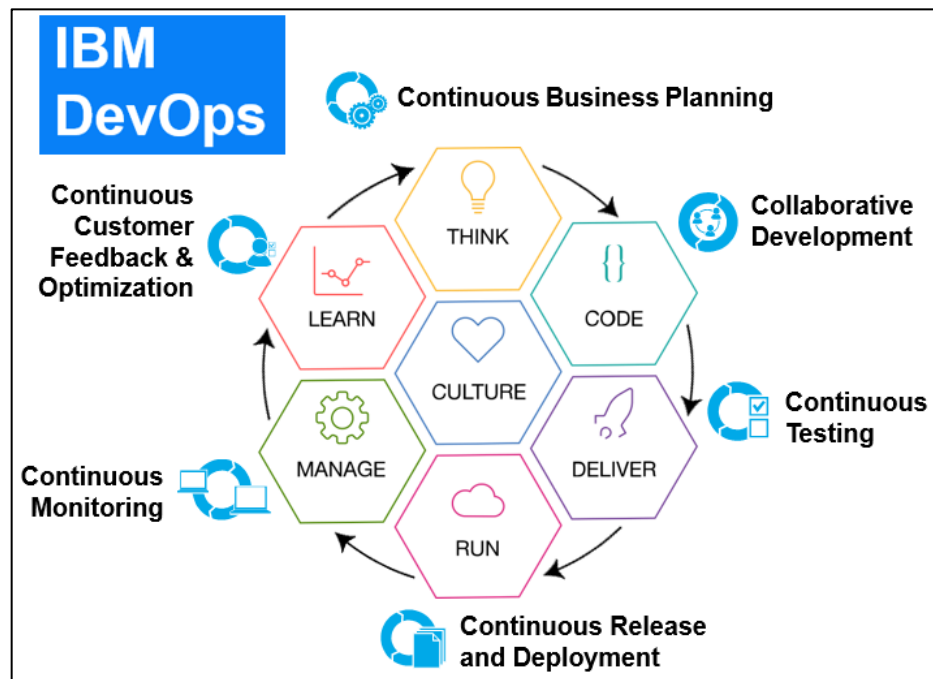 IBM
DevOps
Continuous Business Planning
Continuous
Customer
Feedback &
Optimization
THINK
Collaborative
Development
{}
LEARN
CODE
CULTURE
Continuous
Testing
MANAGE
DELIVER
Continuous
Monitoring
RUN
Continuous Release
and Deployment